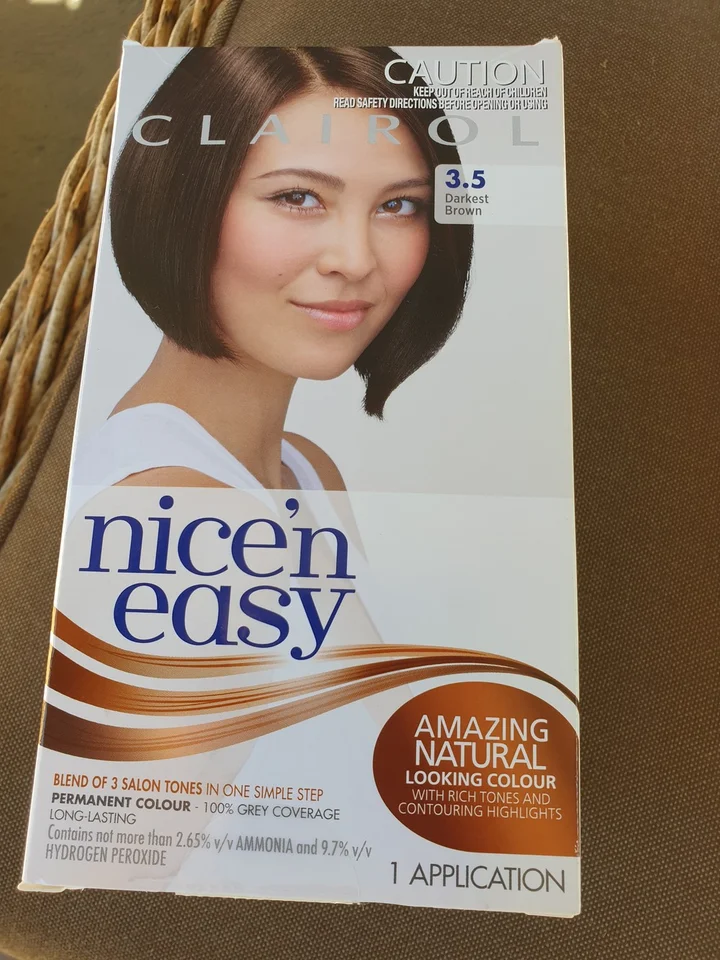 CAUTION
KEEP OUT OF REACH OF CHILDREN
READ SAFETY DIRECTIONS BEFORE OPENING OR USING
CLAIROL
3.5
Darkest
Brown
nice'n
easy
AMAZING
NATURAL
LOOKING COLOUR
WITH RICH TONES AND
CONTOURING HIGHLIGHTS
BLEND OF 3 SALON TONES IN ONE SIMPLE STEP
PERMANENT COLOUR - 100% GREY COVERAGE
LONG-LASTING
Contains not more than 2.65% v/v AMMONIA and 9.7% v/v
HYDROGEN PEROXIDE
1 APPLICATION